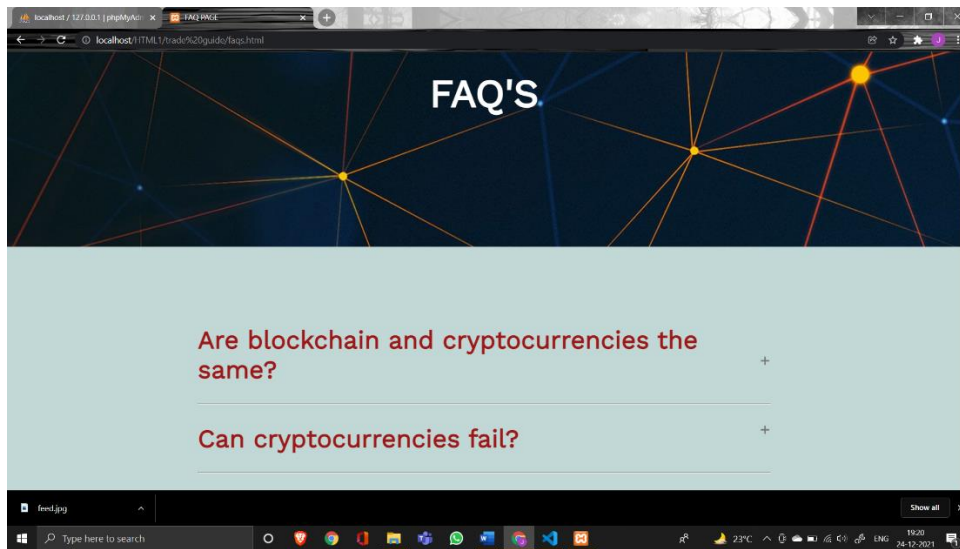 localhost / 127.0.0.1 | phpMyAdm
FAQ PAGE
localhost/HTML1/trade%20guide/faqs.html
J
FAQ'S
Are blockchain and cryptocurrencies the
same?
+
Can cryptocurrencies fail?
+
feed.jpg
Show all
Type here to search
23°C
ENG
19:20
24-12-2021